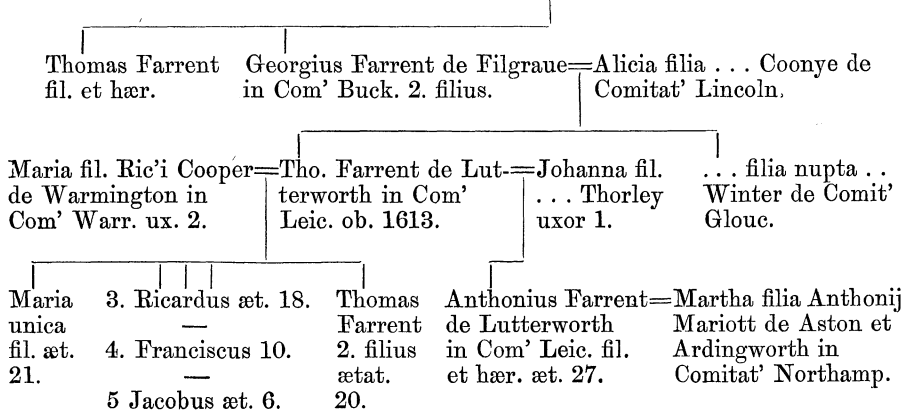 Thomas Farrent
fil. et hær.
Georgius Farrent de Filgraue=Alicia filia . . . Coonye de
in Com' Buck. 2. filius.
Comitat' Lincoln.
Maria fil. Ric'i Cooper=Tho. Farrent de Lut-=Johanna fil.
de Warmington in
Com' Warr. ux. 2.
terworth in Com'
Leic. ob. 1613.
. . . Thorley
uxor 1.
. . . filia nupta . .
Winter de Comit'
Glouc.
Maria
unica
fil. æt.
21.
3. Ricardus æt. 18.
—
4. Franciscus 10.
—
5 Jacobus æt. 6.
Thomas
Farrent
2. filius
ætat.
20.
Anthonius Farrent=Martha filia Anthonij
de Lutterworth
in Com' Leic. fil.
et hær. æt. 27.
Mariott de Aston et
Ardingworth in
Comitat' Northamp.